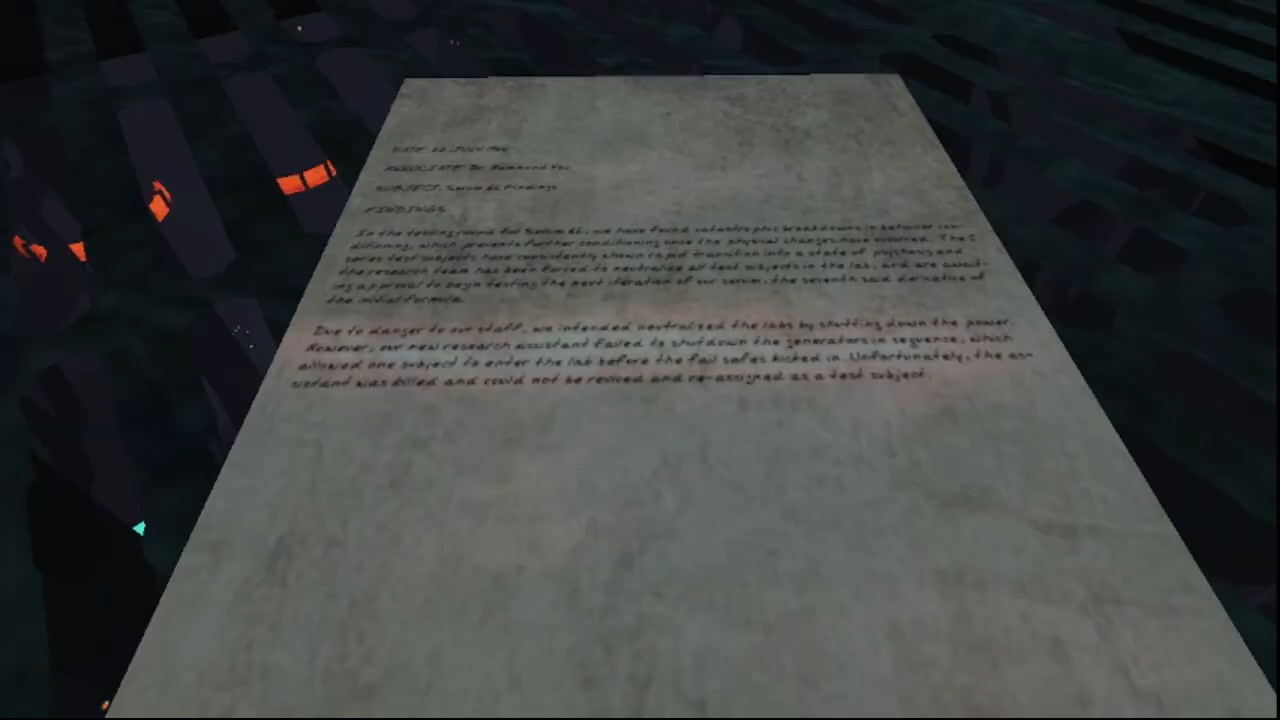 DATE: 22 JULY
ASSOCIATE: Dr.
SUBJECT: Serum Findings
FINDINGS:
In the testing round for Serum we have found catastrophic breakdowns in behavior con-
ditioning, which prevents further conditioning once the physical changes have occurred. The
series test subjects have consistently shown rapid transition into a state of psychosis and
the research team has been forced to neutralize all test subjects in the lab, and are await-
ing approval to begin testing the next iteration of our serum, the seventh said derivative of
the initial formula.
Due to danger to our staff, we intended neutralized the labs by shutting down the power.
However, our new research assistant failed to shutdown the generators in sequence, which
allowed one subject to enter the lab before the fail safes kicked in. Unfortunately, the as-
sistant was killed and could not be revived and re-assigned as a test subject.